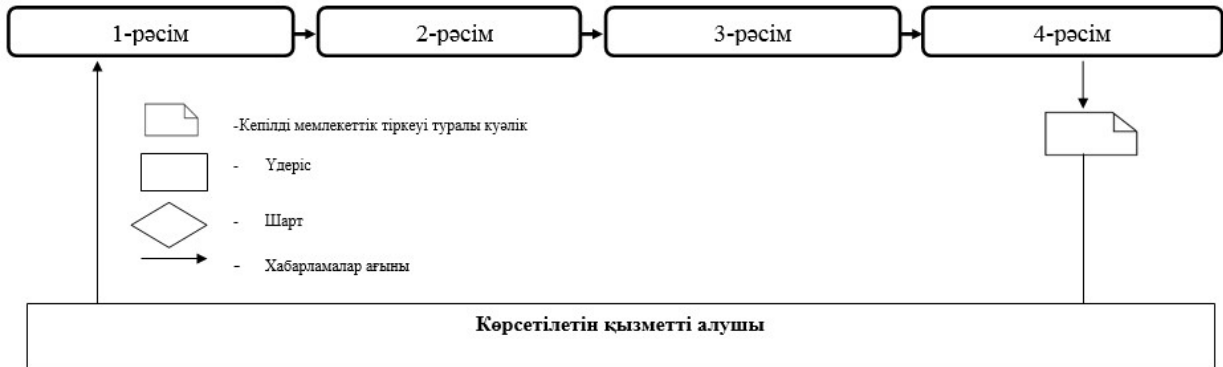 1-рәсім
2-рәсім
3-рәсім
4-рәсім
-Кепілді мемлекеттік тіркеуі туралы куәлік
- Үдеріс
- Шарт
- Хабарламалар ағыны
Көрсетілетін қызметті алушы